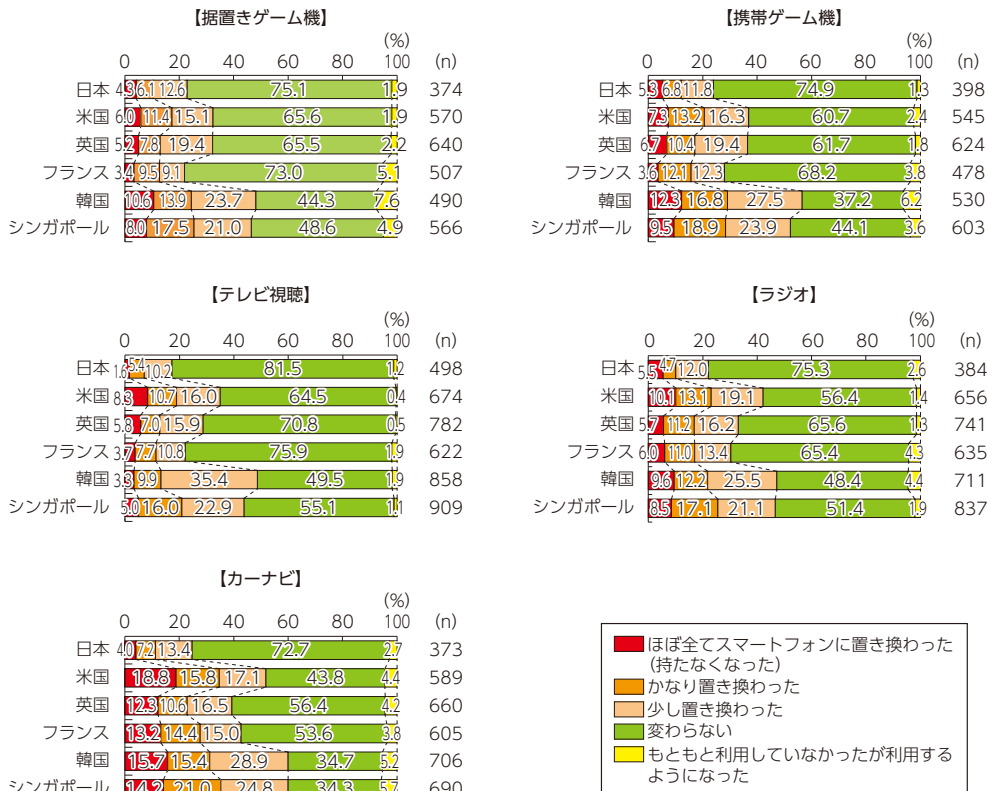 【据置きゲーム機】
(%)
0 20 40 60 80 100 (n)
日本 4.3 6.1 12.6 75.1 1.9 374
米国 6.0 11.4 15.1 65.6 1.9 570
英国 5.2 7.8 19.4 65.5 2.2 640
フランス 3.4 9.5 9.1 73.0 5.1 507
韓国 10.6 13.9 23.7 44.3 7.6 490
シンガポール 8.0 17.5 21.0 48.6 4.9 566
【携帯ゲーム機】
(%)
0 20 40 60 80 100 (n)
日本 5.3 6.8 11.8 74.9 1.3 398
米国 7.3 13.2 16.3 60.7 2.4 545
英国 6.7 10.4 19.4 61.7 1.8 624
フランス 3.6 12.1 12.3 68.2 3.8 478
韓国 12.3 16.8 27.5 37.2 6.2 530
シンガポール 9.5 18.9 23.9 44.1 3.6 603
【テレビ視聴】
(%)
0 20 40 60 80 100 (n)
日本 1.6 5.4 10.2 81.5 1.2 498
米国 8.3 10.7 16.0 64.5 0.4 674
英国 5.8 7.0 15.9 70.8 0.5 782
フランス 3.7 7.7 10.8 75.9 1.9 622
韓国 3.3 9.9 35.4 49.5 1.9 858
シンガポール 5.0 16.0 22.9 55.1 1.1 909
【ラジオ】
(%)
0 20 40 60 80 100 (n)
日本 5.5 4.7 12.0 75.3 2.6 384
米国 10.1 13.1 19.1 56.4 1.4 656
英国 5.7 11.2 16.2 65.6 1.3 741
フランス 6.0 11.0 13.4 65.4 4.3 635
韓国 9.6 12.2 25.5 48.4 4.4 711
シンガポール 8.5 17.1 21.1 51.4 1.9 837
【カーナビ】
(%)
0 20 40 60 80 100 (n)
日本 4.0 7.2 13.4 72.7 2.7 373
米国 18.8 15.8 17.1 43.8 4.4 589
英国 12.3 10.6 16.5 56.4 4.2 660
フランス 13.2 14.4 15.0 53.6 3.8 605
韓国 15.7 15.4 28.9 34.7 5.2 706
シンガポール 14.2 21.0 24.8 34.3 5.7 690
ほぼ全てスマートフォンに置き換わった
(持たなくなった)
かなり置き換わった
少し置き換わった
変わらない
もともと利用していなかったが利用する
ようになった